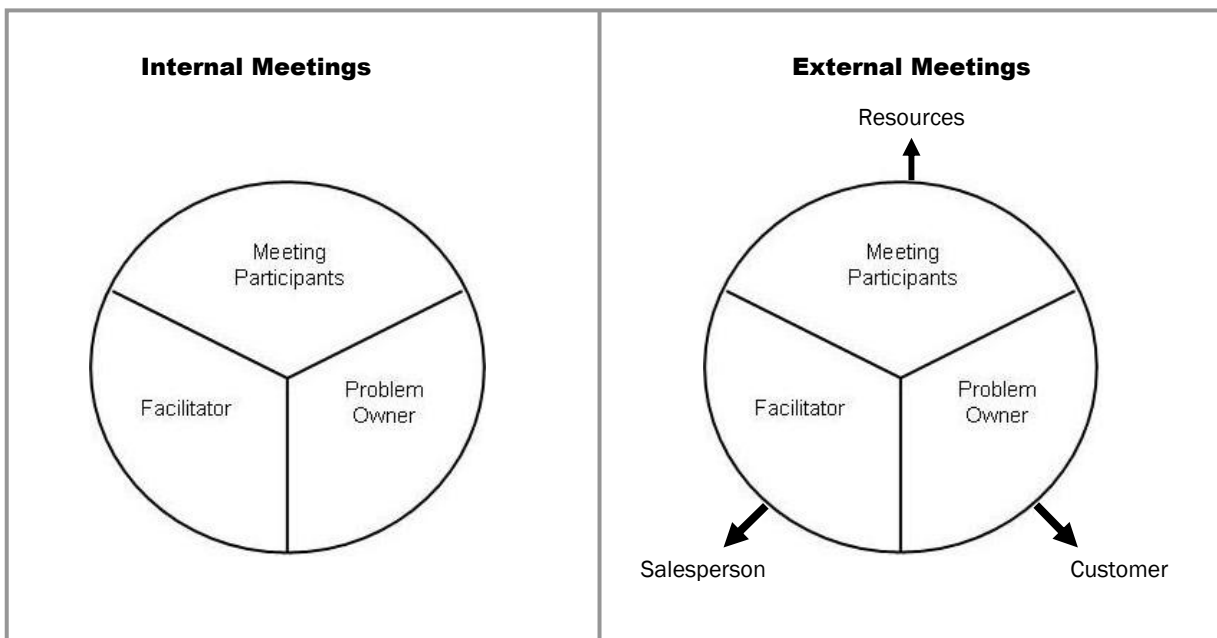 Internal Meetings
Meeting
Participants
Facilitator
Problem
Owner
External Meetings
Resources
Meeting
Participants
Facilitator
Problem
Owner
Salesperson
Customer